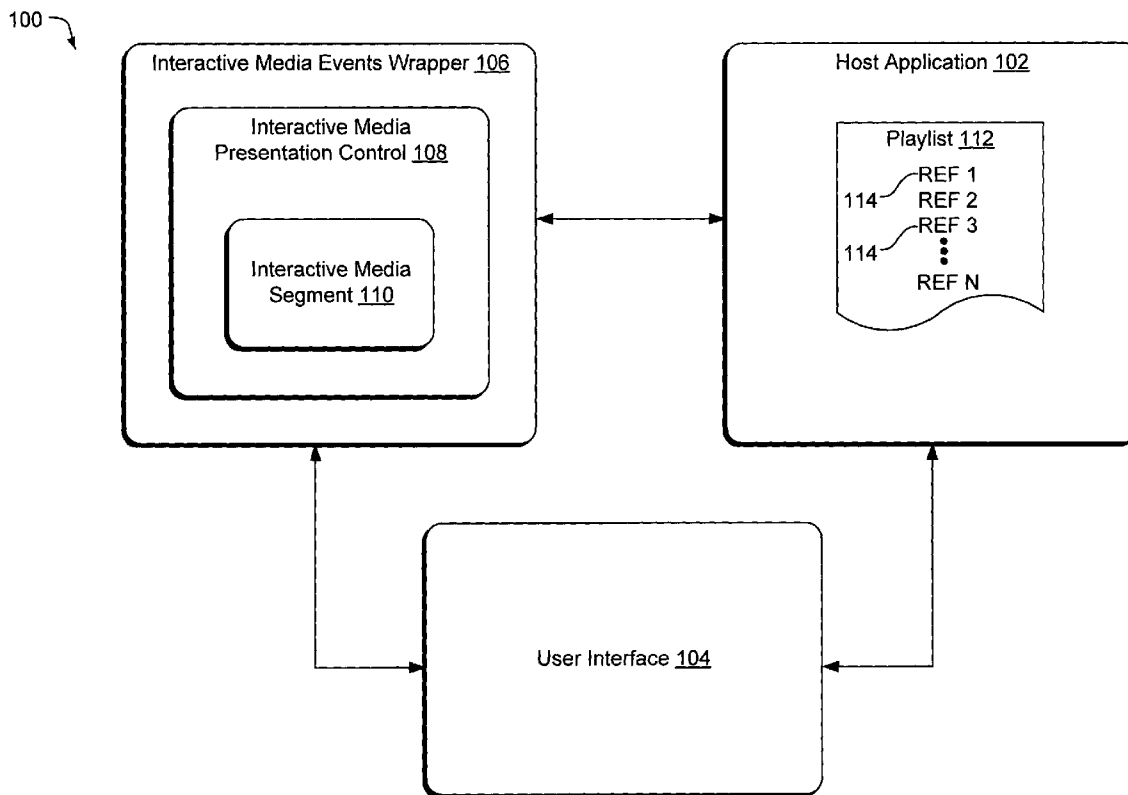 100
Interactive Media Events Wrapper 106
Interactive Media
Presentation Control 108
Interactive Media
Segment 110
Host Application 102
Playlist 112
REF 1
114
REF 2
REF 3
114
REF N
User Interface 104